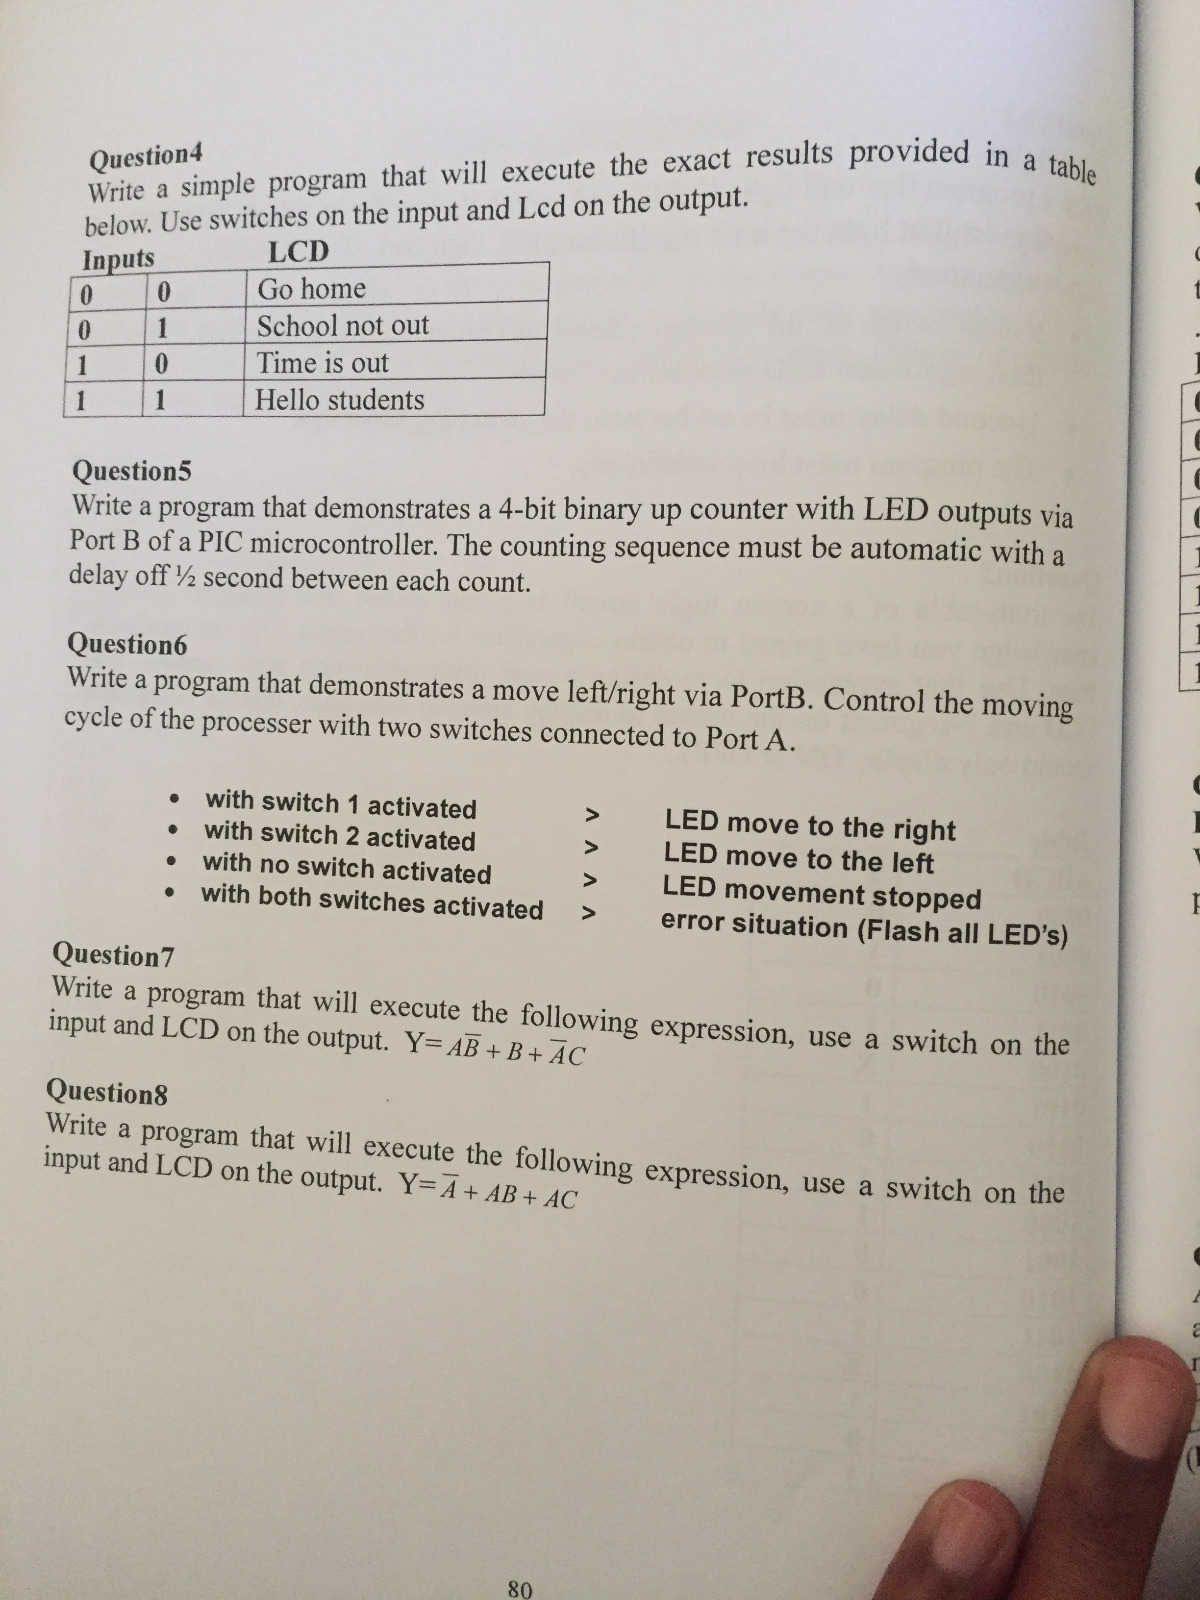 Question4
Write a simple program that will execute the exact results provided in a table
below. Use switches on the input and Lcd on the output.
Inputs LCD
0 0 Go home
0 1 School not out
1 0 Time is out
1 1 Hello students
Question5
Write a program that demonstrates a 4-bit binary up counter with LED outputs via
Port B of a PIC microcontroller. The counting sequence must be automatic with a
delay off ½ second between each count.
Question6
Write a program that demonstrates a move left/right via PortB. Control the moving
cycle of the processer with two switches connected to Port A.
• with switch 1 activated > LED move to the right
• with switch 2 activated > LED move to the left
• with no switch activated > LED movement stopped
• with both switches activated > error situation (Flash all LED's)
Question7
Write a program that will execute the following expression, use a switch on the
input and LCD on the output. Y= AB̅ + B + A̅C
Question8
Write a program that will execute the following expression, use a switch on the
input and LCD on the output. Y= A̅ + AB + AC
80